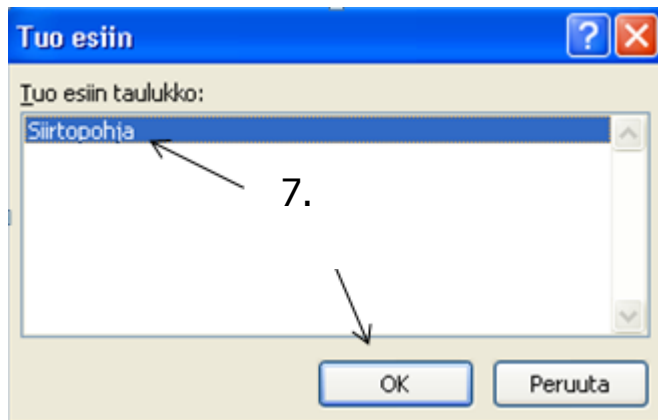 Tuo esiin
Tuo esiin taulukko:
Siirtopohja
7.
OK Peruuta